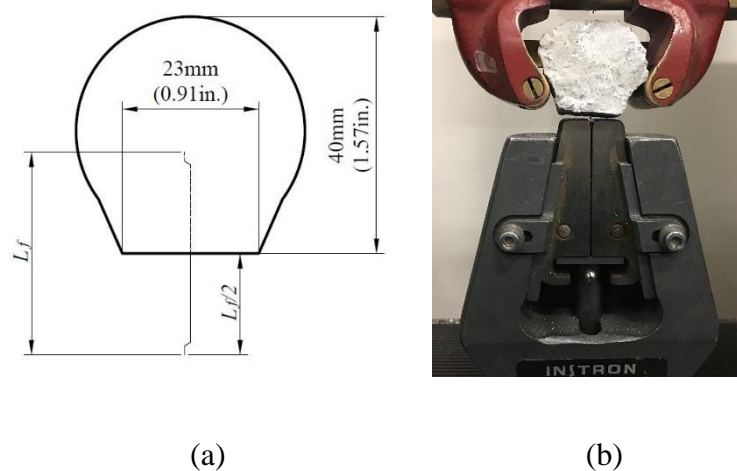 23mm
(0.91in.)
40mm
(1.57in.)
Lf
Lf/2
INSTRON
(a)
(b)